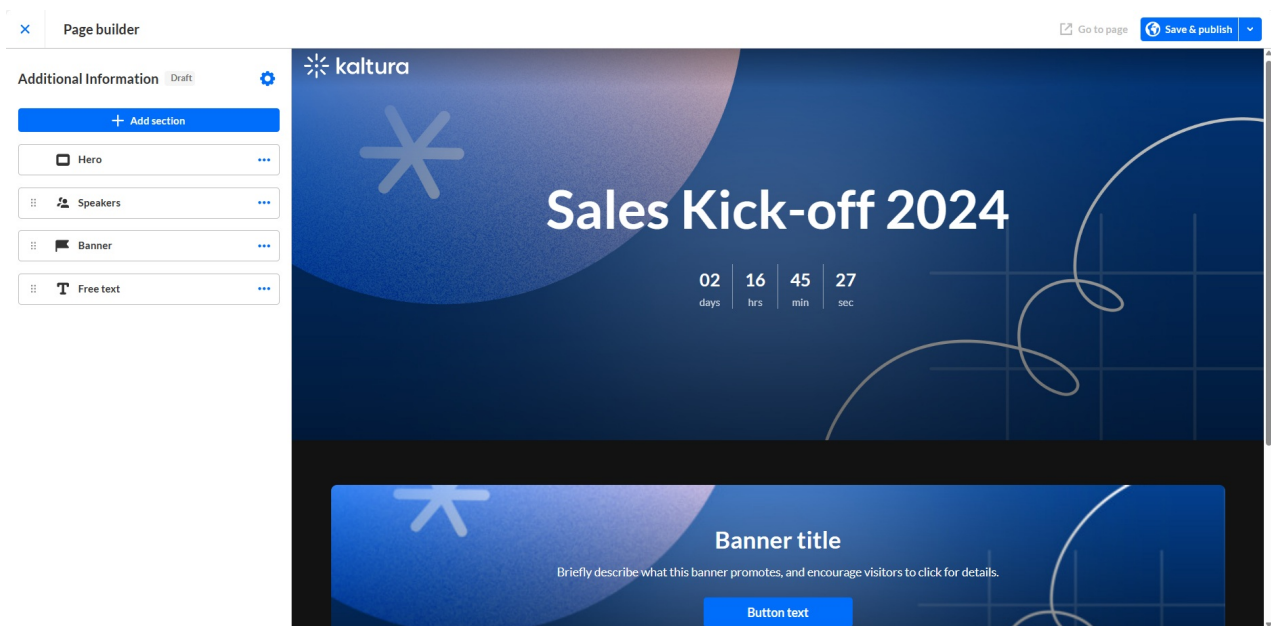 Page builder
Go to page
Save & publish
Additional Information Draft
Add section
Hero
Speakers
Banner
Free text
kaltura
Sales Kick-off 2024
02 16 45 27
days hrs min sec
Banner title
Briefly describe what this banner promotes, and encourage visitors to click for details.
Button text